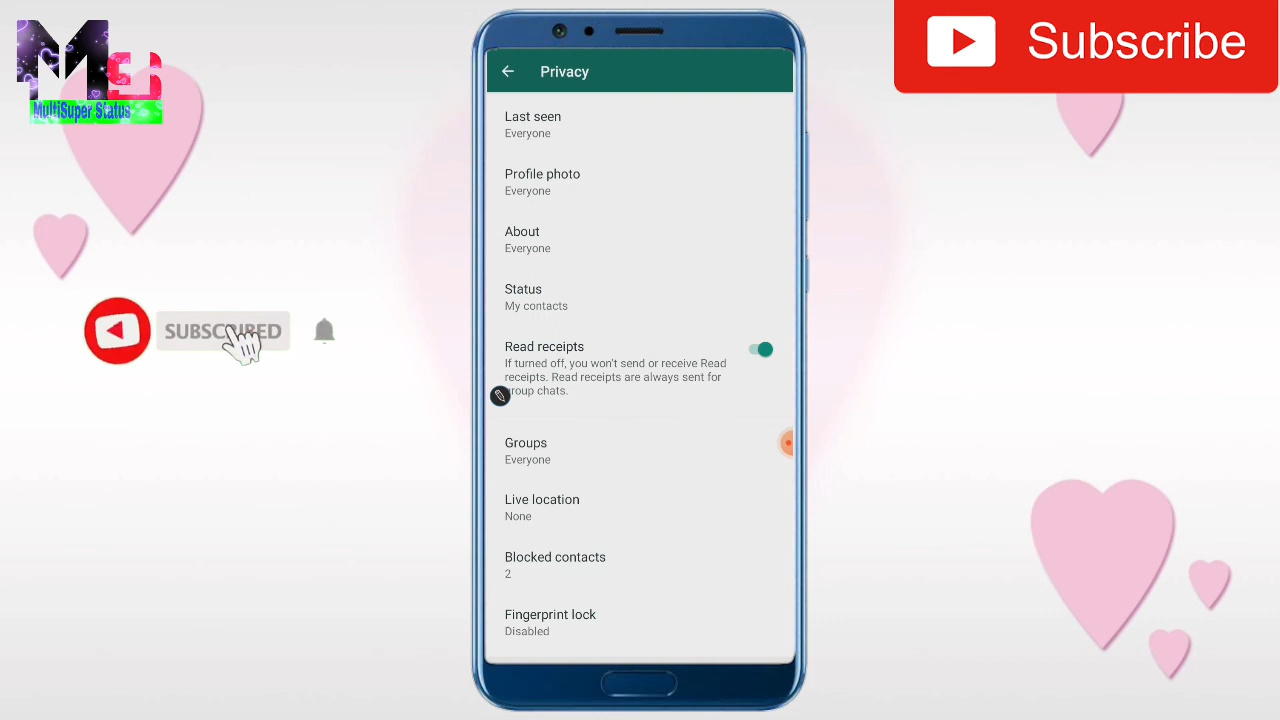 MS
MultiSuper Status
Subscribe
SUBSCRIBED
Privacy
Last seen
Everyone
Profile photo
Everyone
About
Everyone
Status
My contacts
Read receipts
If turned off, you won't send or receive Read
receipts. Read receipts are always sent for
group chats.
Groups
Everyone
Live location
None
Blocked contacts
2
Fingerprint lock
Disabled